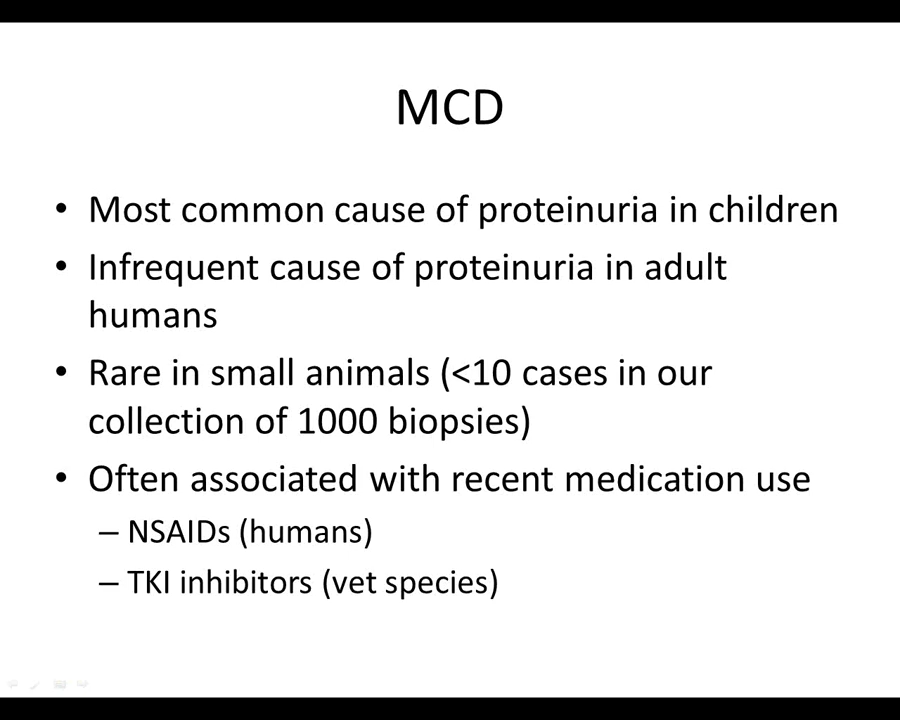 MCD
• Most common cause of proteinuria in children
• Infrequent cause of proteinuria in adult
humans
• Rare in small animals (<10 cases in our
collection of 1000 biopsies)
• Often associated with recent medication use
– NSAIDs (humans)
– TKI inhibitors (vet species)